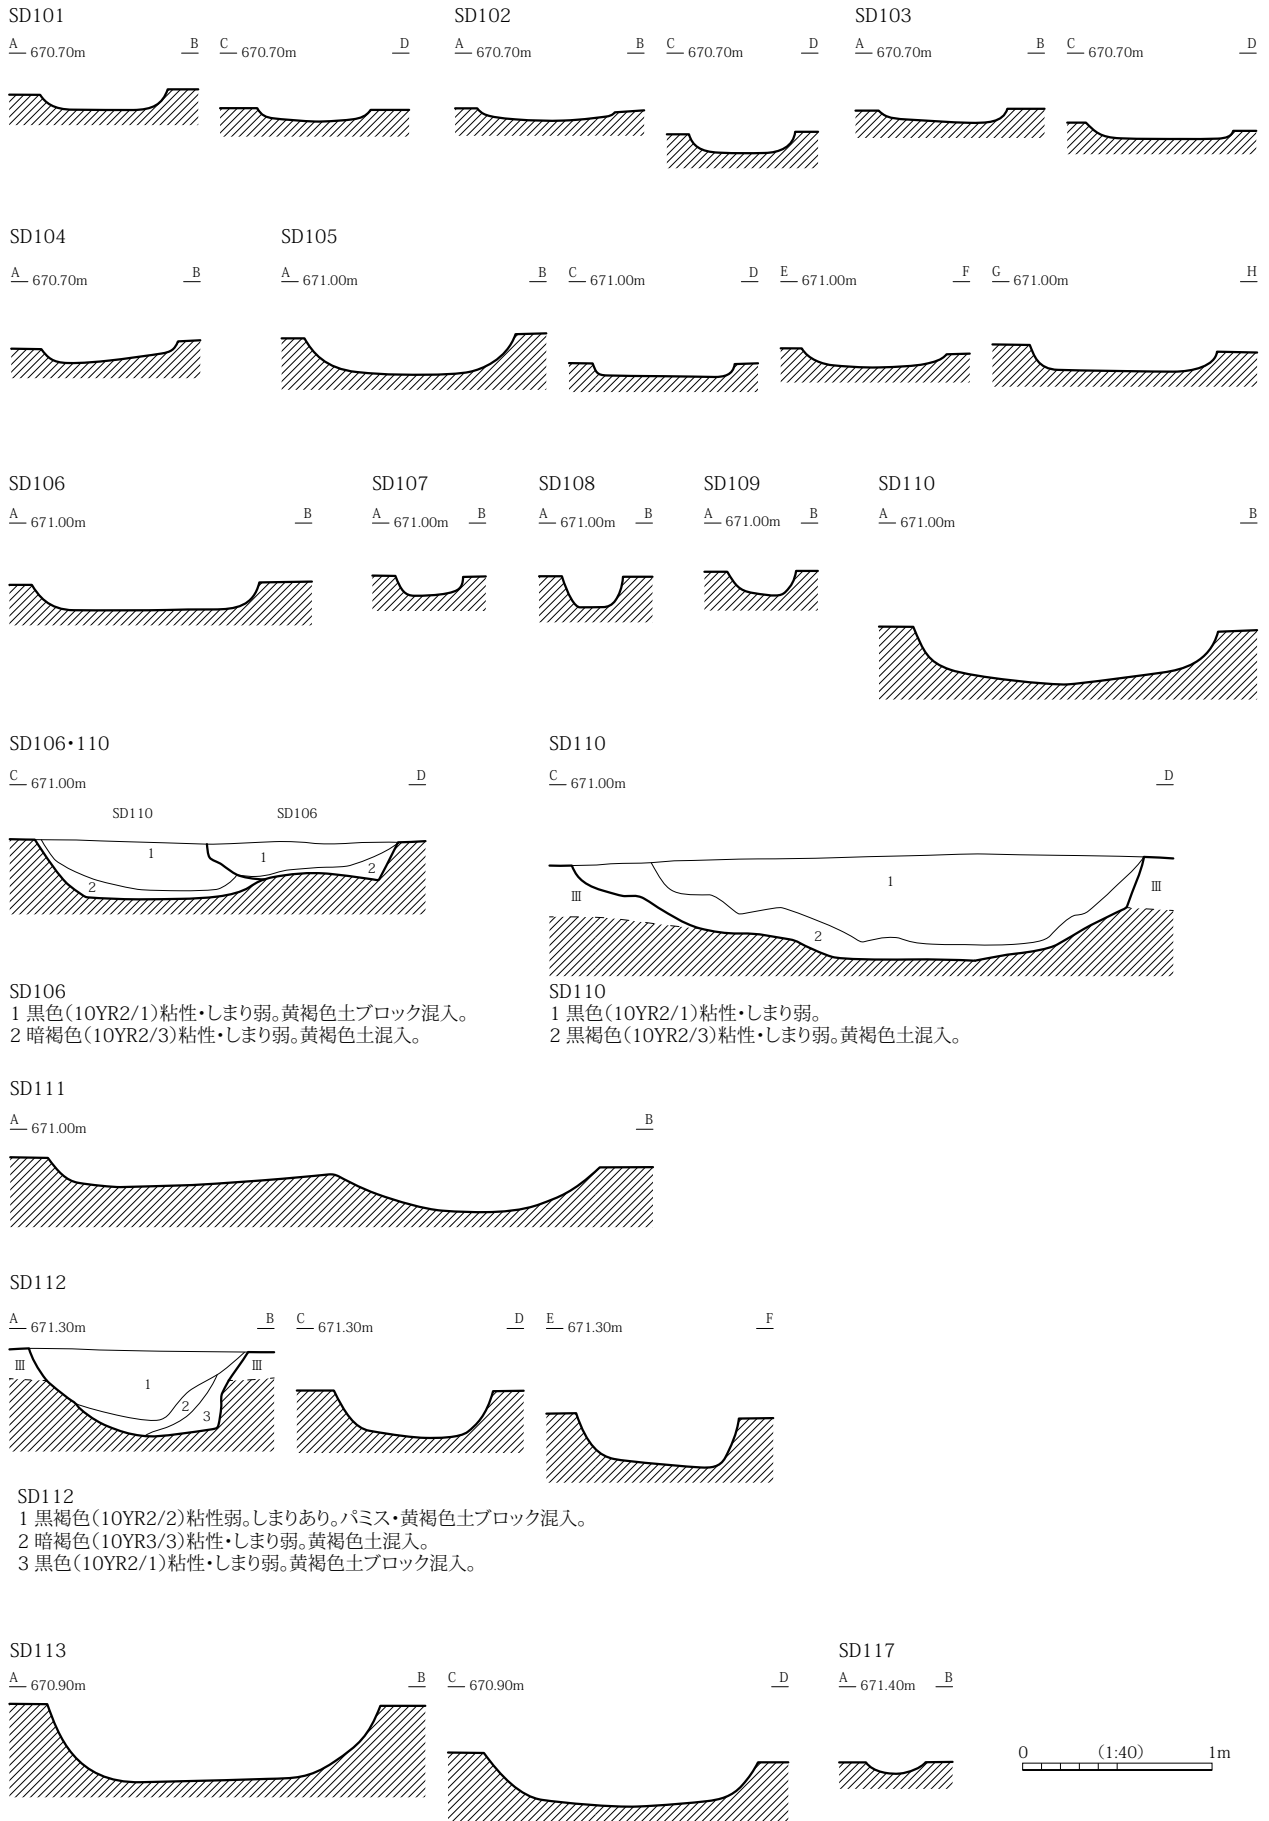 SD101 SD102 SD103
A 670.70m B C 670.70m D A 670.70m B C 670.70m D A 670.70m B C 670.70m D
SD104 SD105
A 670.70m B A 671.00m B C 671.00m D E 671.00m F G 671.00m H
SD106 SD107 SD108 SD109 SD110
A 671.00m B A 671.00m B A 671.00m B A 671.00m B A 671.00m B
SD106・110 SD110
C 671.00m D C 671.00m D
SD110 SD106
1 1 2 2
Ⅲ 1 2 Ⅲ
SD106
1 黒色(10YR2/1)粘性・しまり弱。黄褐色土ブロック混入。
2 暗褐色(10YR2/3)粘性・しまり弱。黄褐色土混入。
SD110
1 黒色(10YR2/1)粘性・しまり弱。
2 黒褐色(10YR2/3)粘性・しまり弱。黄褐色土混入。
SD111
A 671.00m B
SD112
A 671.30m B C 671.30m D E 671.30m F
Ⅲ 1 2 3 Ⅲ
SD112
1 黒褐色(10YR2/2)粘性弱。しまりあり。パミス・黄褐色土ブロック混入。
2 暗褐色(10YR3/3)粘性・しまり弱。黄褐色土混入。
3 黒色(10YR2/1)粘性・しまり弱。黄褐色土ブロック混入。
SD113 SD117
A 670.90m B C 670.90m D A 671.40m B
0 (1:40) 1m